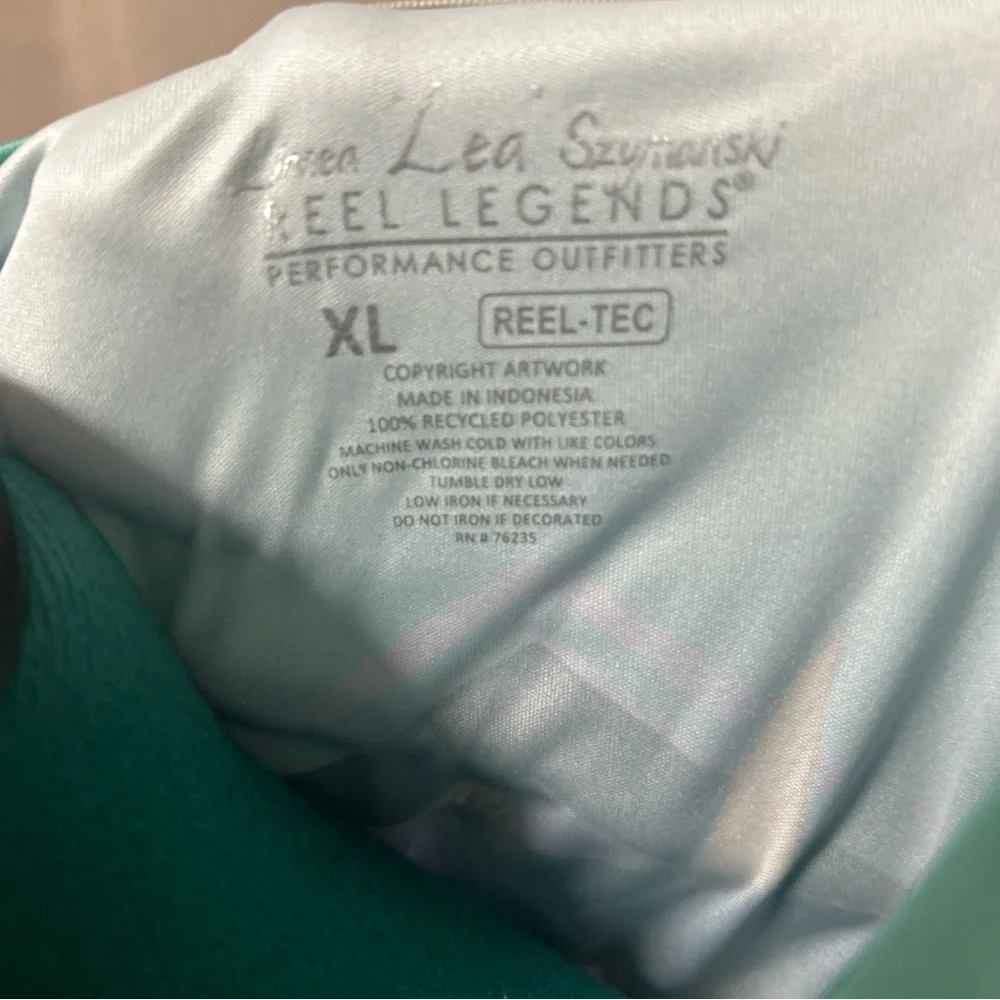 Lea Szymanski
REEL LEGENDS®
PERFORMANCE OUTFITTERS
XL REEL-TEC
COPYRIGHT ARTWORK
MADE IN INDONESIA
100% RECYCLED POLYESTER
MACHINE WASH COLD WITH LIKE COLORS
ONLY NON-CHLORINE BLEACH WHEN NEEDED
TUMBLE DRY LOW
LOW IRON IF NECESSARY
DO NOT IRON IF DECORATED
RN # 76235